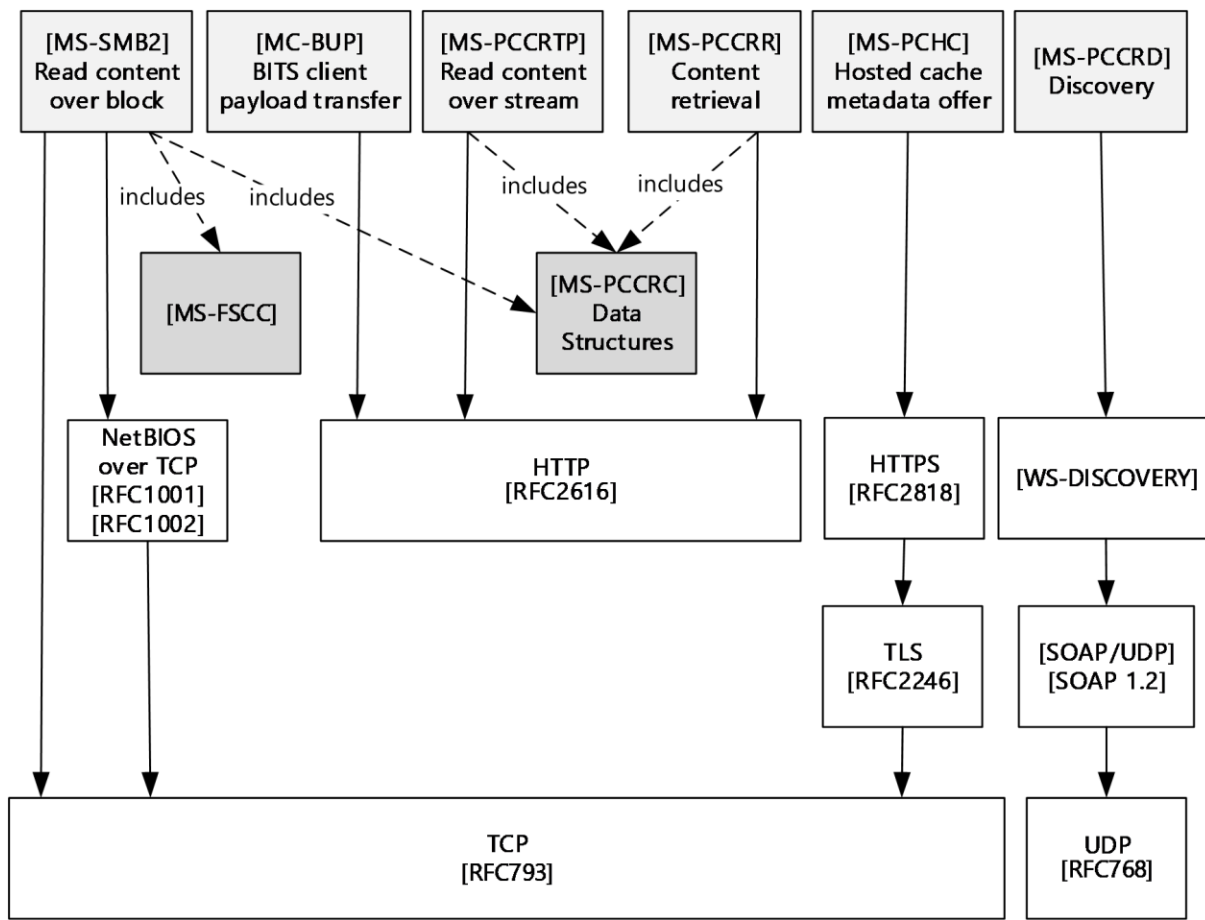 [MS-SMB2]
Read content
over block
[MC-BUP]
BITS client
payload transfer
[MS-PCCRTP]
Read content
over stream
[MS-PCCRR]
Content
retrieval
[MS-PCHC]
Hosted cache
metadata offer
[MS-PCCRD]
Discovery
includes
includes
includes
includes
[MS-FSCC]
[MS-PCCRC]
Data
Structures
NetBIOS
over TCP
[RFC1001]
[RFC1002]
HTTP
[RFC2616]
HTTPS
[RFC2818]
[WS-DISCOVERY]
TLS
[RFC2246]
[SOAP/UDP]
[SOAP 1.2]
TCP
[RFC793]
UDP
[RFC768]